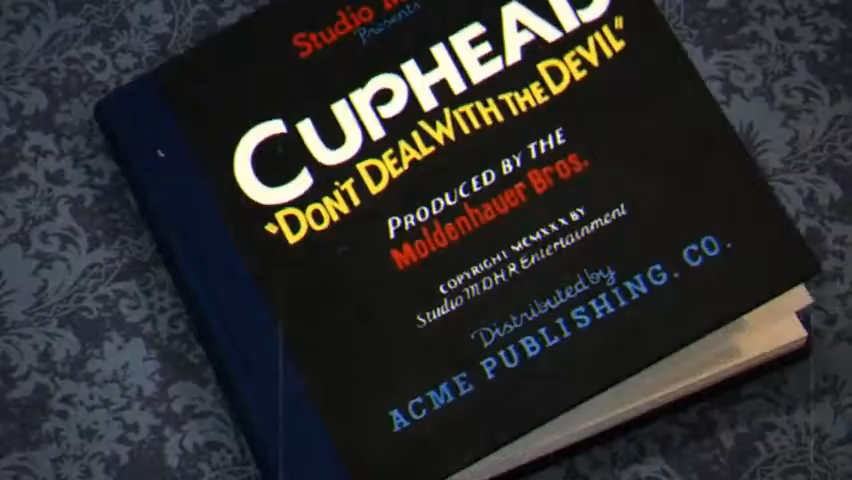 Studio M
Presents
CUPHEAD
"DON'T DEAL WITH THE DEVIL"
PRODUCED BY THE
Moldenhauer Bros.
COPYRIGHT MCMXXX BY
Studio MDHR Entertainment
Distributed by
ACME PUBLISHING. CO.